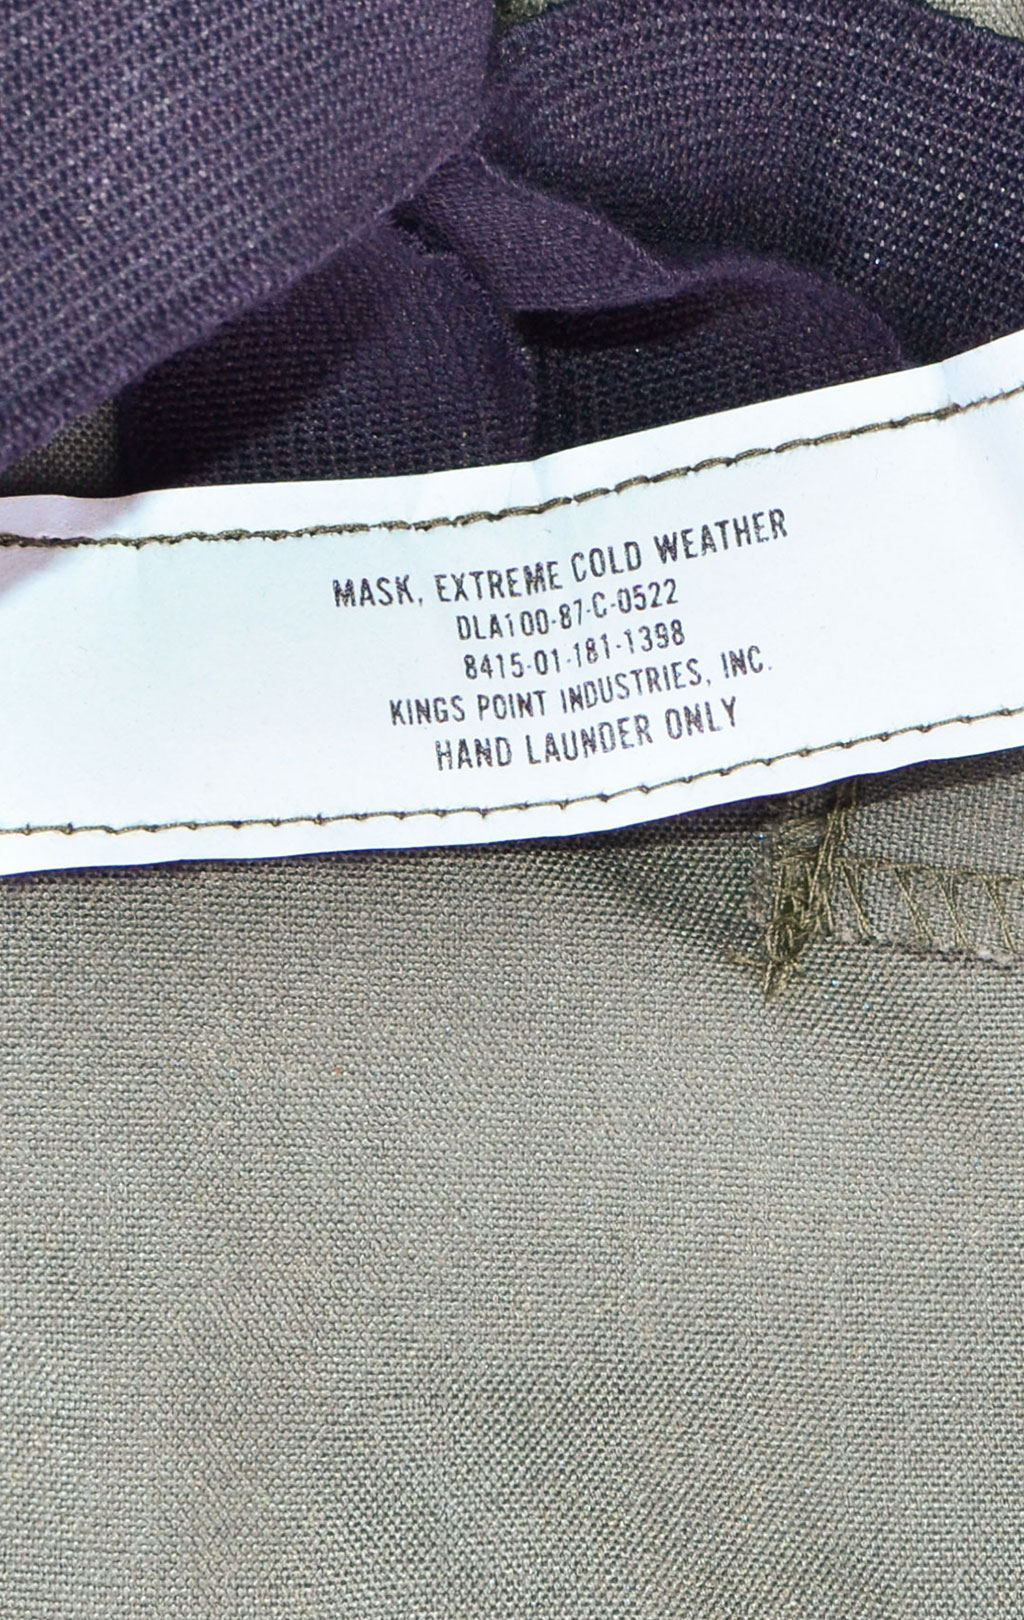 MASK, EXTREME COLD WEATHER
DLA100-87-C-0522
8415-01-181-1398
KINGS POINT INDUSTRIES, INC.
HAND LAUNDER ONLY